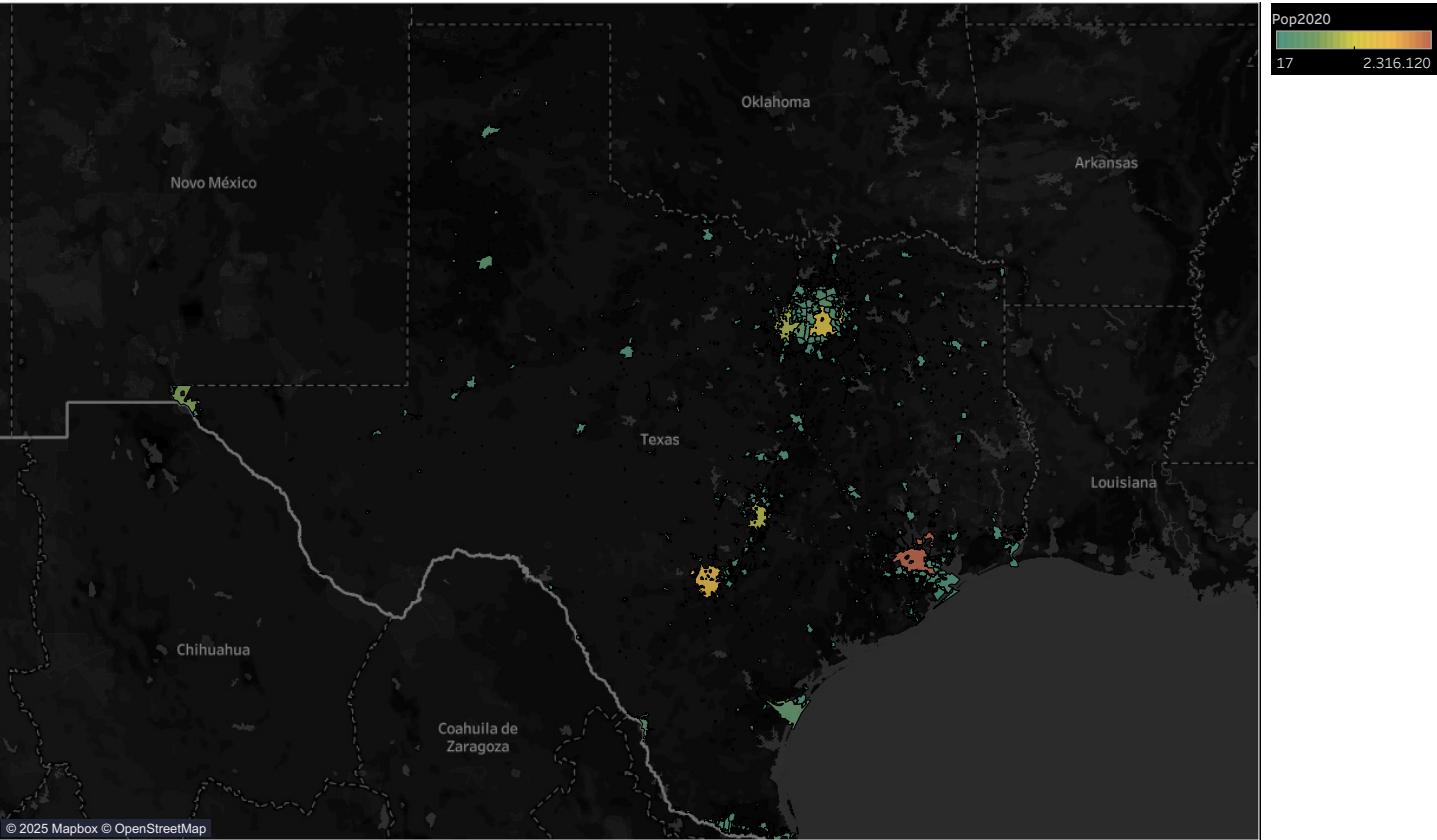 Pop2020
17 2.316.120
Oklahoma
Arkansas
Novo México
Texas
Louisiana
Chihuahua
Coahuila de
Zaragoza
© 2025 Mapbox © OpenStreetMap